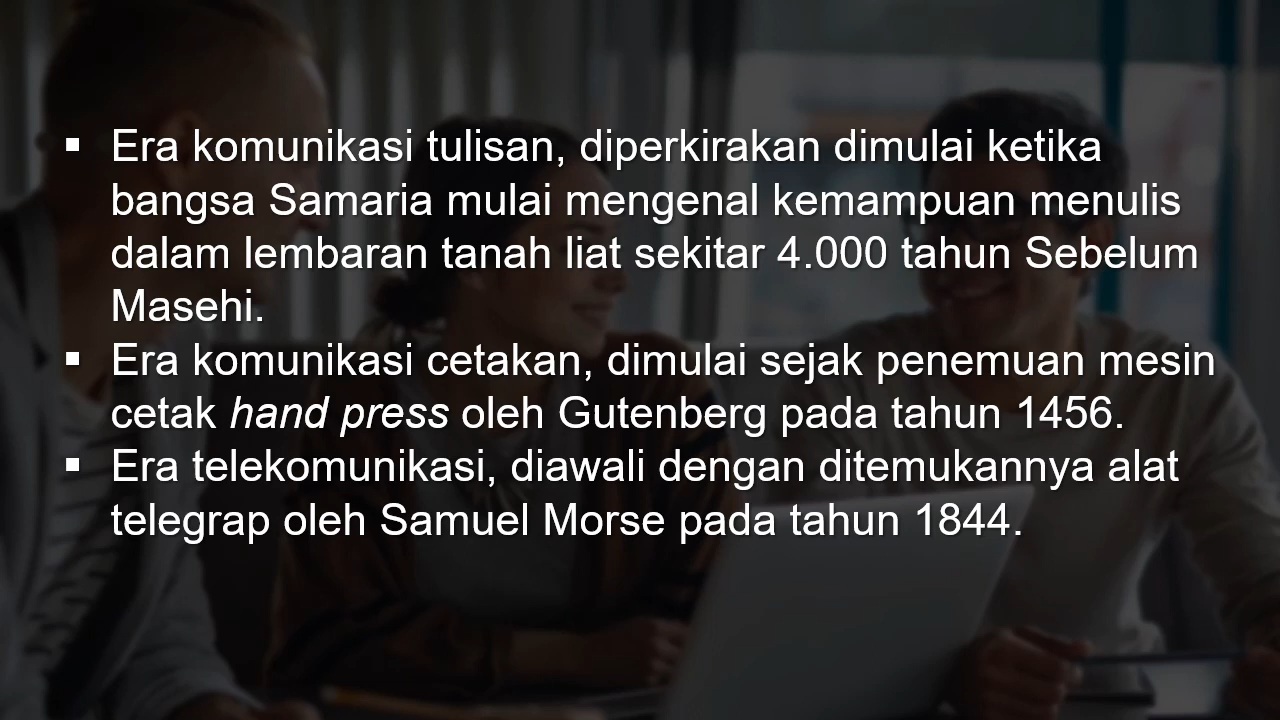 ▪ Era komunikasi tulisan, diperkirakan dimulai ketika
bangsa Samaria mulai mengenal kemampuan menulis
dalam lembaran tanah liat sekitar 4.000 tahun Sebelum
Masehi.
▪ Era komunikasi cetakan, dimulai sejak penemuan mesin
cetak hand press oleh Gutenberg pada tahun 1456.
▪ Era telekomunikasi, diawali dengan ditemukannya alat
telegrap oleh Samuel Morse pada tahun 1844.